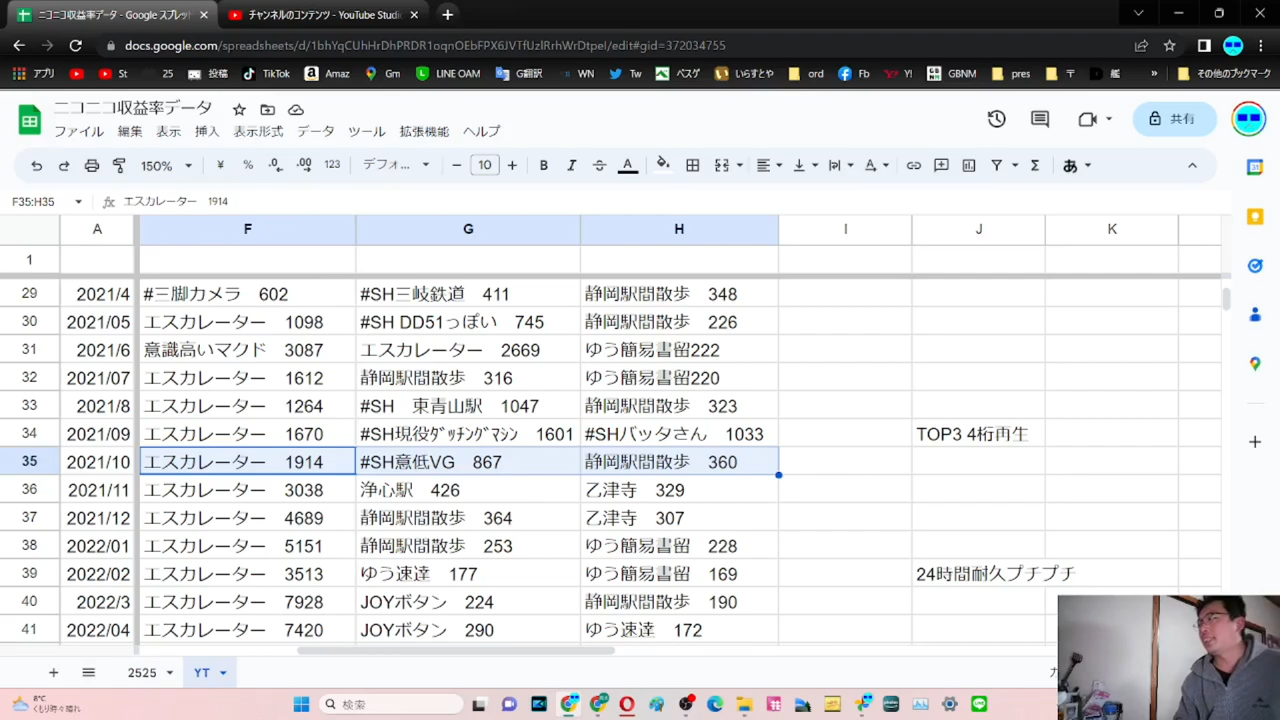 ニコニコ収益率データ - Google スプレッ
チャンネルのコンテンツ - YouTube Studi
docs.google.com/spreadsheets/d/1bhYqCUhHrDhPRDR1oqnOEbFPX6JVTfUzlRrhWrDtpeI/edit#gid=372034755
アプリ St 25 投稿 TikTok Amaz Gm LINE OAM G翻訳 WN Tw ベスゲ いらすとや ord Fb Y! GBNM pres 〒 艦 » その他のブックマーク
ニコニコ収益率データ
ファイル 編集 表示 挿入 表示形式 データ ツール 拡張機能 ヘルプ
共有
150% ¥ % .0 .00 123 デフォ... 10 B I A あ
F35:H35 fx エスカレーター 1914
A F G H I J K
1
29 2021/4 #三脚カメラ 602 #SH三岐鉄道 411 静岡駅間散歩 348
30 2021/05 エスカレーター 1098 #SH DD51っぽい 745 静岡駅間散歩 226
31 2021/6 意識高いマクド 3087 エスカレーター 2669 ゆう簡易書留222
32 2021/07 エスカレーター 1612 静岡駅間散歩 316 ゆう簡易書留220
33 2021/8 エスカレーター 1264 #SH 東青山駅 1047 静岡駅間散歩 323
34 2021/09 エスカレーター 1670 #SH現役ﾀﾞｯﾁﾝｸﾞﾏｼﾝ 1601 #SHバッタさん 1033 TOP3 4桁再生
35 2021/10 エスカレーター 1914 #SH意低VG 867 静岡駅間散歩 360
36 2021/11 エスカレーター 3038 浄心駅 426 乙津寺 329
37 2021/12 エスカレーター 4689 静岡駅間散歩 364 乙津寺 307
38 2022/01 エスカレーター 5151 静岡駅間散歩 253 ゆう簡易書留 228
39 2022/02 エスカレーター 3513 ゆう速達 177 ゆう簡易書留 169 24時間耐久プチプチ
40 2022/3 エスカレーター 7928 JOYボタン 224 静岡駅間散歩 190
41 2022/04 エスカレーター 7420 JOYボタン 290 ゆう速達 172
2525 YT
8°C
くもり時々晴れ
検索